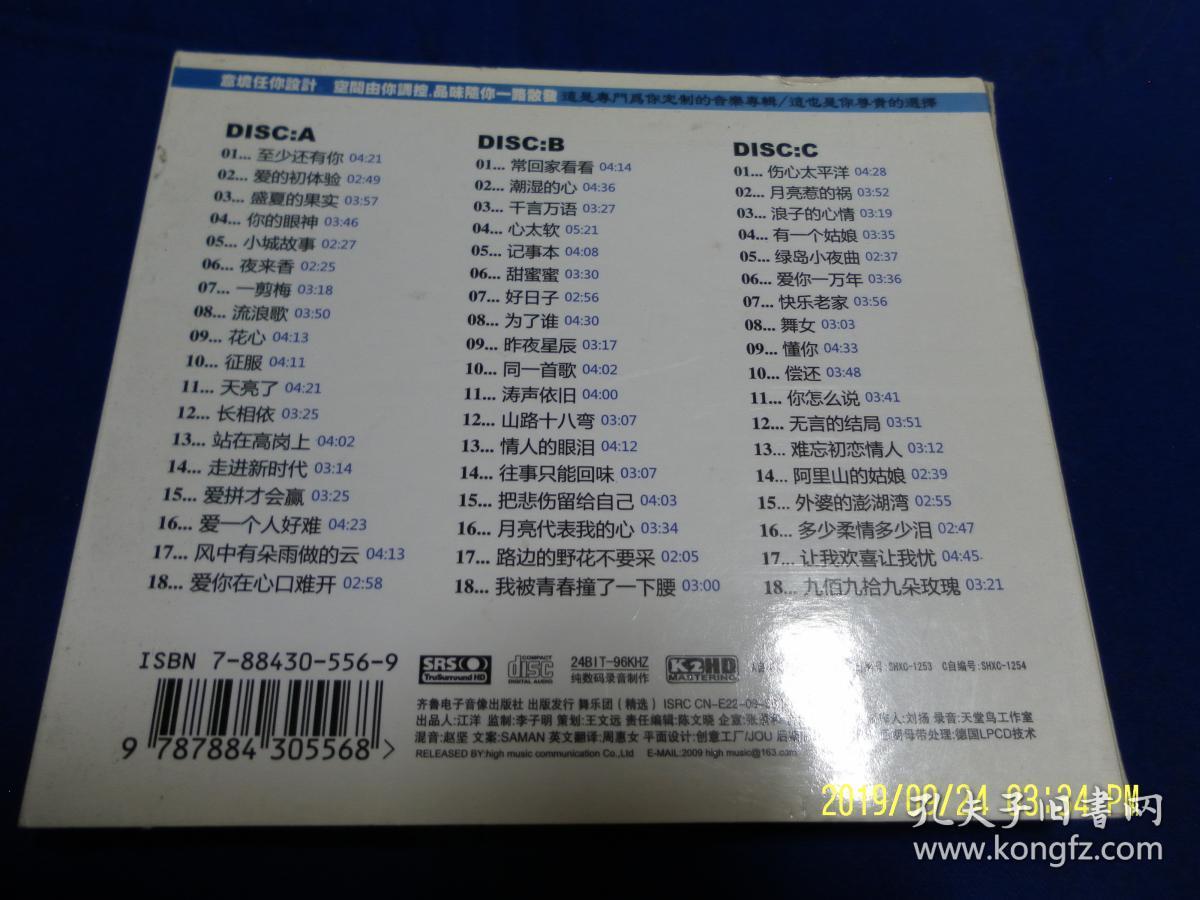 意境任你設計 空間由你調控.品味隨你一路散發 這是專門爲你定制的音樂專輯/這也是你尊貴的選擇
DISC:A
01... 至少还有你 04:21
02... 爱的初体验 02:49
03... 盛夏的果实 03:57
04... 你的眼神 03:46
05... 小城故事 02:27
06... 夜来香 02:25
07... 一剪梅 03:18
08... 流浪歌 03:50
09... 花心 04:13
10... 征服 04:11
11... 天亮了 04:21
12... 长相依 03:25
13... 站在高岗上 04:02
14... 走进新时代 03:14
15... 爱拼才会赢 03:25
16... 爱一个人好难 04:23
17... 风中有朵雨做的云 04:13
18... 爱你在心口难开 02:58
DISC:B
01... 常回家看看 04:14
02... 潮湿的心 04:36
03... 千言万语 03:27
04... 心太软 05:21
05... 记事本 04:08
06... 甜蜜蜜 03:30
07... 好日子 02:56
08... 为了谁 04:30
09... 昨夜星辰 03:17
10... 同一首歌 04:02
11... 涛声依旧 04:00
12... 山路十八弯 03:07
13... 情人的眼泪 04:12
14... 往事只能回味 03:07
15... 把悲伤留给自己 04:03
16... 月亮代表我的心 03:34
17... 路边的野花不要采 02:05
18... 我被青春撞了一下腰 03:00
DISC:C
01... 伤心太平洋 04:28
02... 月亮惹的祸 03:52
03... 浪子的心情 03:19
04... 有一个姑娘 03:35
05... 绿岛小夜曲 02:37
06... 爱你一万年 03:36
07... 快乐老家 03:56
08... 舞女 03:03
09... 懂你 04:33
10... 偿还 03:48
11... 你怎么说 03:41
12... 无言的结局 03:51
13... 难忘初恋情人 03:12
14... 阿里山的姑娘 02:39
15... 外婆的澎湖湾 02:55
16... 多少柔情多少泪 02:47
17... 让我欢喜让我忧 04:45
18... 九佰九拾九朵玫瑰 03:21
ISBN 7-88430-556-9
9 787884 305568 >
SRS
TruSurround HD
COMPACT
disc
DIGITAL AUDIO
24BIT-96KHZ
纯数码录音制作
K2HD
MASTERING
SHXC-1253 C自编号: SHXC-1254
齐鲁电子音像出版社 出版发行 舞乐团(精选) ISRC CN-E22-09-
出品人:江洋 监制:李子明 策划:王文远 责任编辑:陈文晓 企宣: 人:刘扬 录音:天堂鸟工作室
混音:赵坚 文案:SAMAN 英文翻译:周惠女 平面设计:创意工厂/JOU 母带处理:德国LPCD技术
RELEASED BY:high music communication Co.,Ltd E-MAIL:2009 high music@163.com
2019/09/24 03:34 PM
孔夫子旧書网
www.kongfz.com